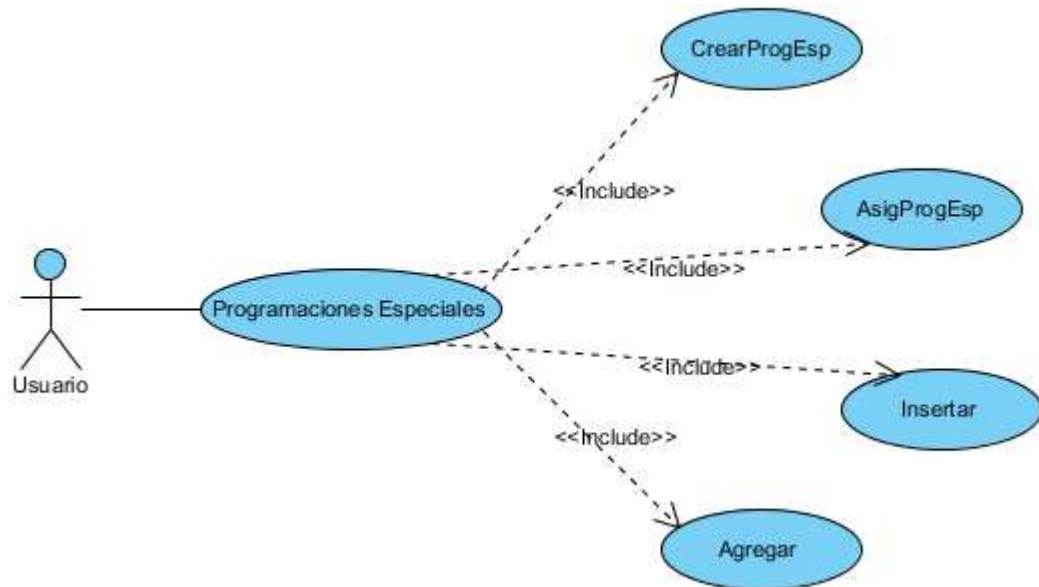 CrearProgEsp
<<Include>>
AsigProgEsp
<<Include>>
Programaciones Especiales
Usuario
<<Include>>
Insertar
<<Include>>
Agregar